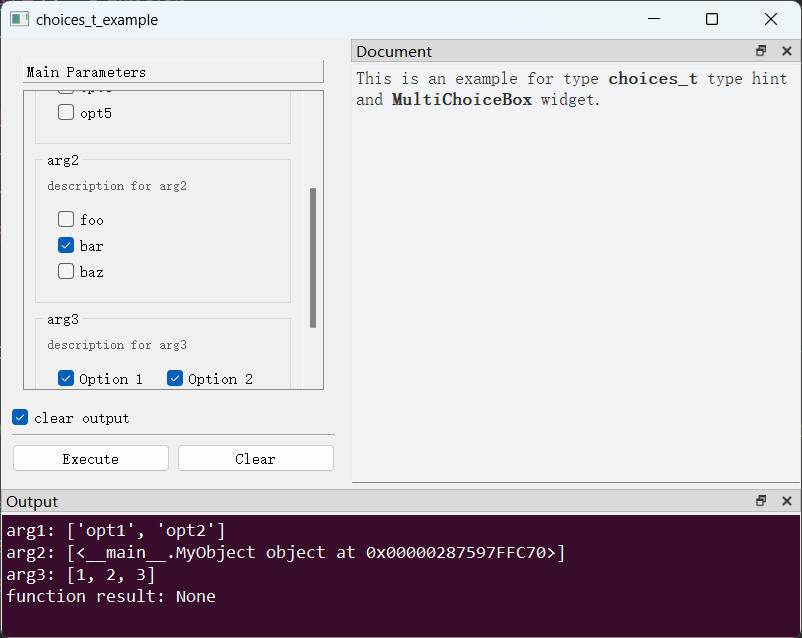 choices_t_example
Main Parameters
opt5
arg2
description for arg2
foo
bar
baz
arg3
description for arg3
Option 1 Option 2
clear output
Execute Clear
Document
This is an example for type choices_t type hint
and MultiChoiceBox widget.
Output
arg1: ['opt1', 'opt2']
arg2: [<__main__.MyObject object at 0x00000287597FFC70>]
arg3: [1, 2, 3]
function result: None